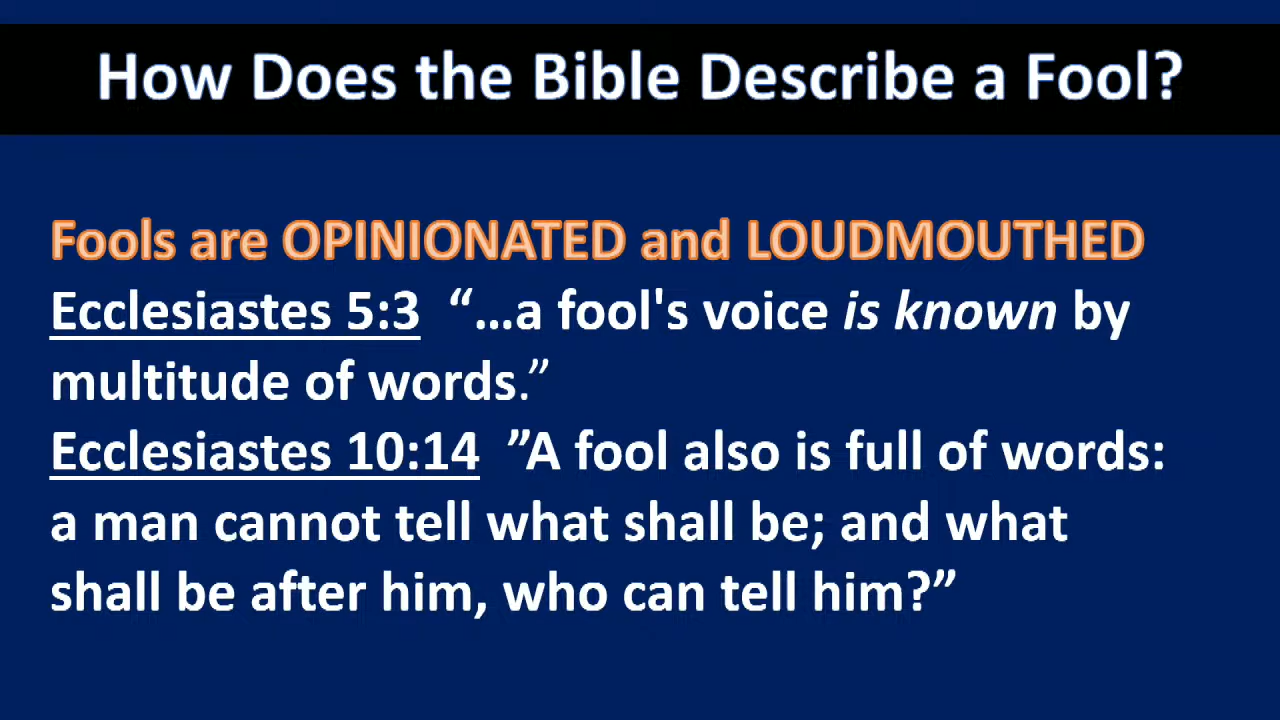 How Does the Bible Describe a Fool?
Fools are OPINIONATED and LOUDMOUTHED
Ecclesiastes 5:3 “...a fool's voice is known by
multitude of words.”
Ecclesiastes 10:14 ”A fool also is full of words:
a man cannot tell what shall be; and what
shall be after him, who can tell him?”